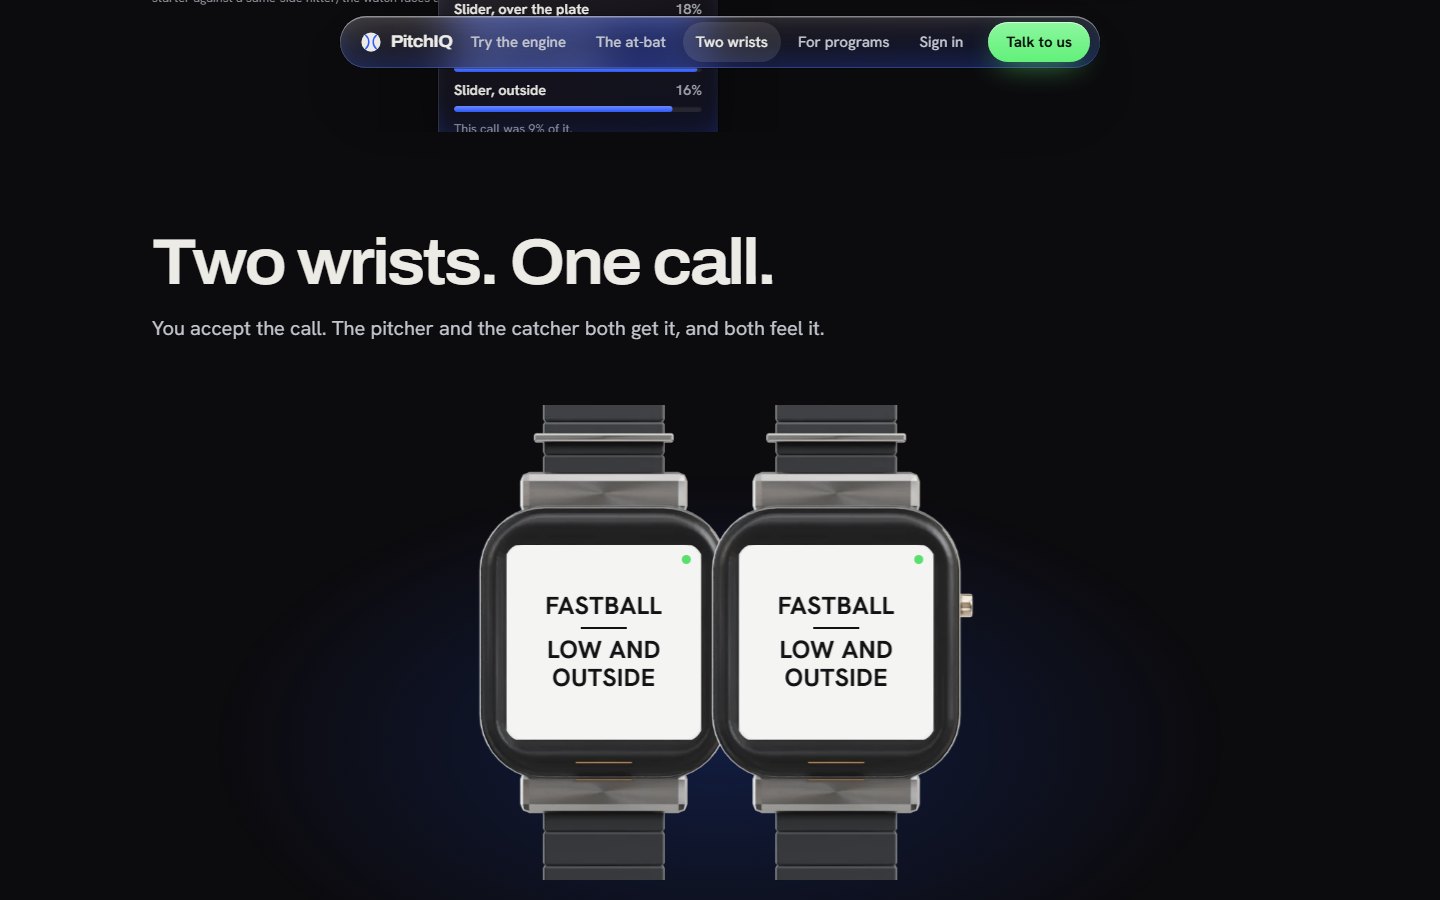 Slider, over the plate 18%
PitchIQ Try the engine The at-bat Two wrists For programs Sign in Talk to us
Slider, outside 16%
This call was 9% of it.
Two wrists. One call.
You accept the call. The pitcher and the catcher both get it, and both feel it.
FASTBALL
LOW AND
OUTSIDE
FASTBALL
LOW AND
OUTSIDE